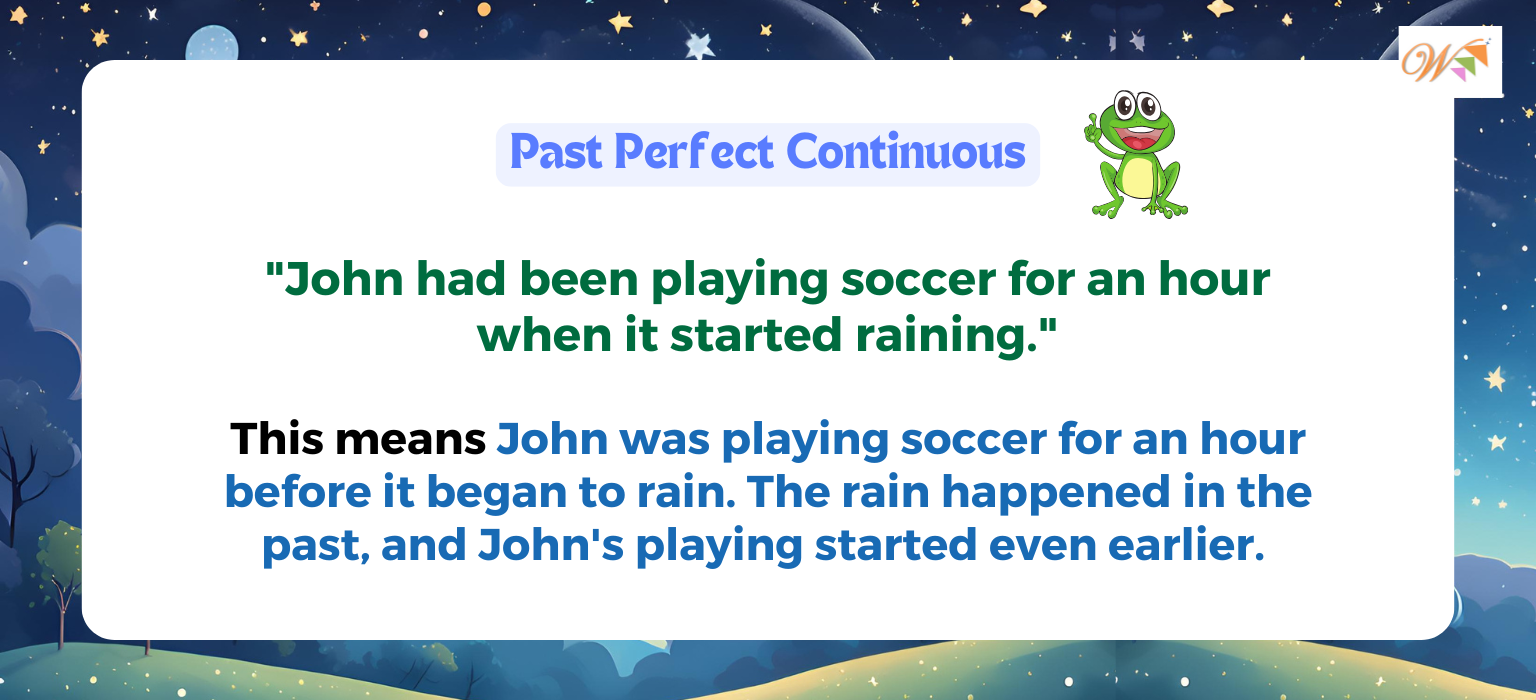 W
Past Perfect Continuous
"John had been playing soccer for an hour
when it started raining."
This means John was playing soccer for an hour
before it began to rain. The rain happened in the
past, and John's playing started even earlier.